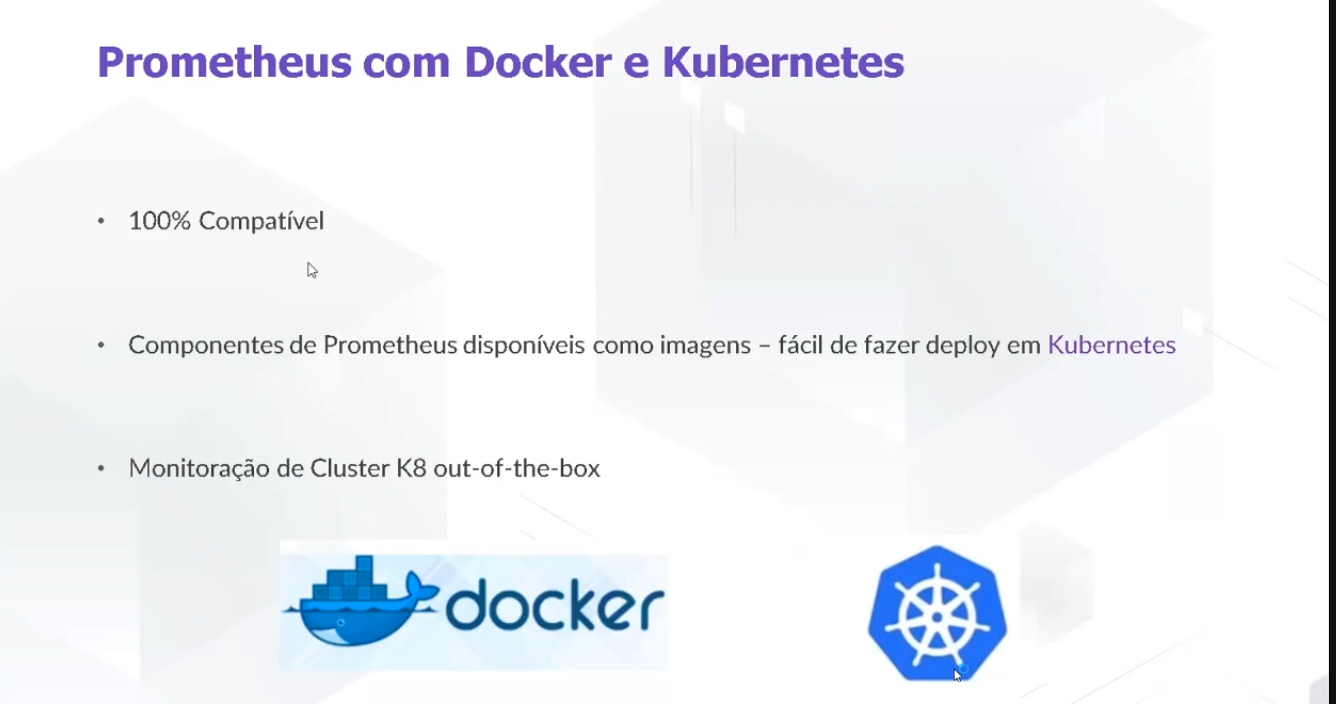 Prometheus com Docker e Kubernetes
• 100% Compatível
• Componentes de Prometheus disponíveis como imagens – fácil de fazer deploy em Kubernetes
• Monitoração de Cluster K8 out-of-the-box
docker